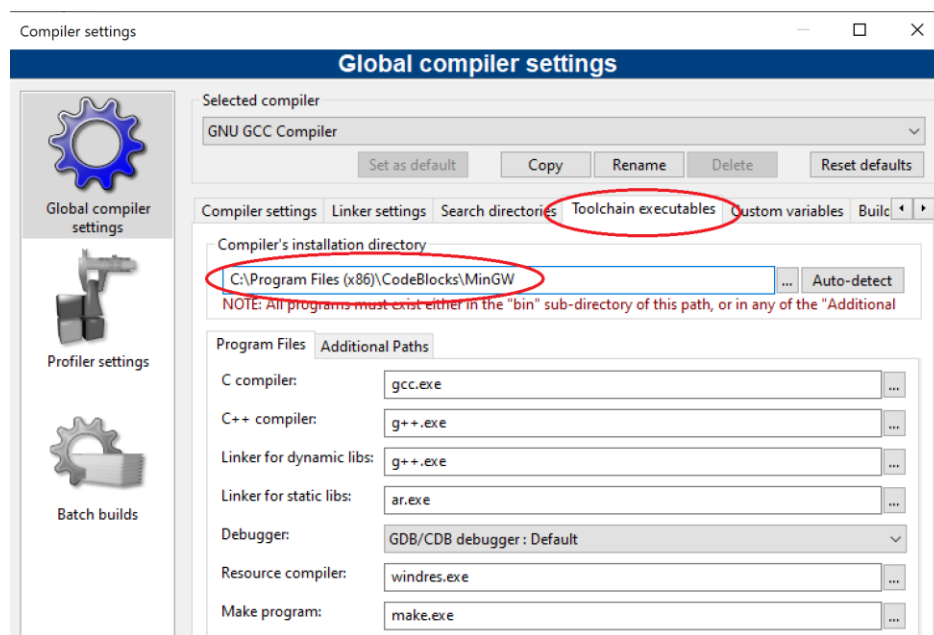 Compiler settings
Global compiler settings
Selected compiler
GNU GCC Compiler
Set as default Copy Rename Delete Reset defaults
Global compiler
settings
Compiler settings Linker settings Search directories Toolchain executables Custom variables Builc
Compiler's installation directory
C:\Program Files (x86)\CodeBlocks\MinGW ... Auto-detect
NOTE: All programs must exist either in the "bin" sub-directory of this path, or in any of the "Additional
Profiler settings
Program Files Additional Paths
C compiler: gcc.exe ...
C++ compiler: g++.exe ...
Linker for dynamic libs: g++.exe ...
Linker for static libs: ar.exe ...
Batch builds
Debugger: GDB/CDB debugger : Default
Resource compiler: windres.exe ...
Make program: make.exe ...